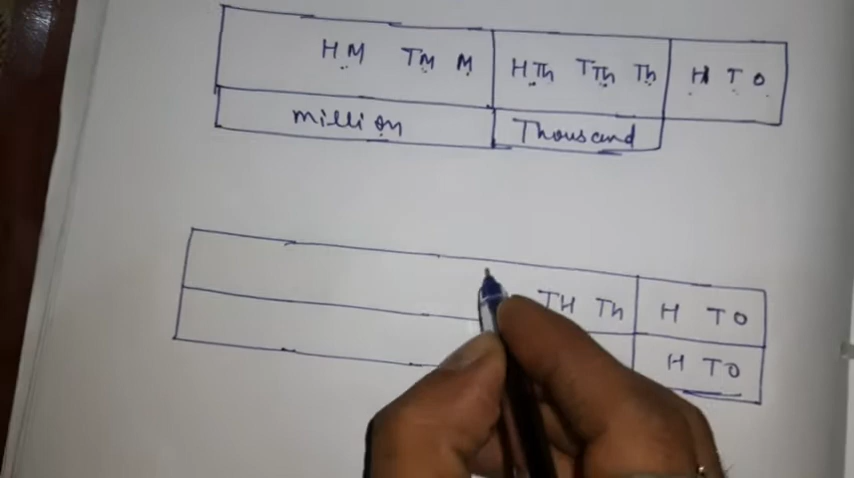 HM TM M HTh TTh Th H T O
million Thousand
TH Th H T O
H T O